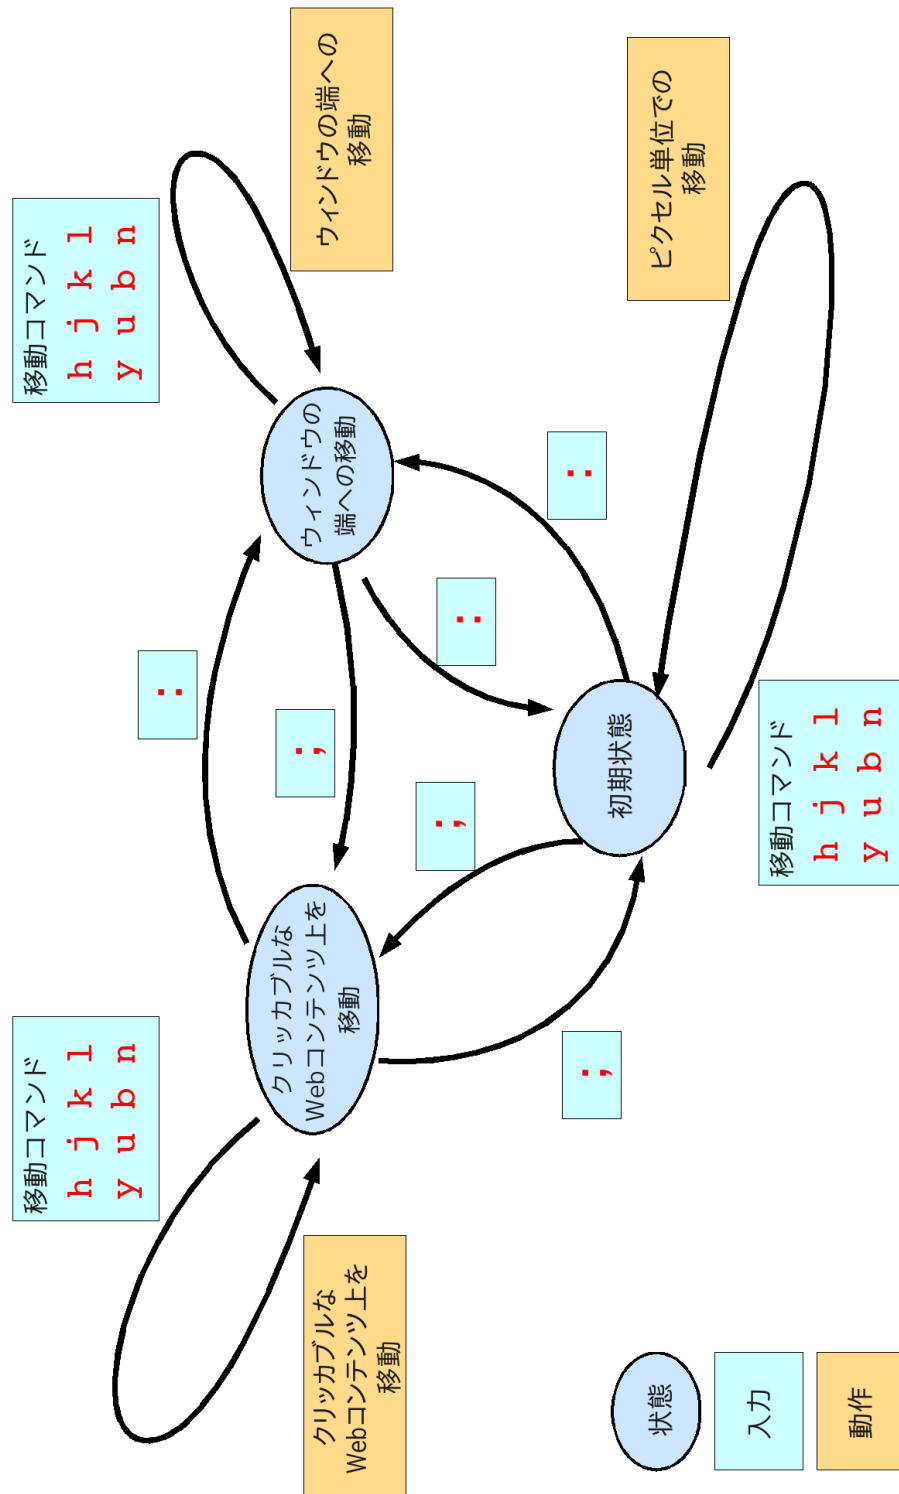 移動コマンド
h j k l
y u b n
移動コマンド
h j k l
y u b n
:
クリッカブルな
Webコンテンツ上を
移動
;
ウィンドウの
端への移動
クリッカブルな
Webコンテンツ上を
移動
ウィンドウの端への
移動
;
:
:
;
初期状態
ピクセル単位での
移動
移動コマンド
h j k l
y u b n
状態
入力
動作